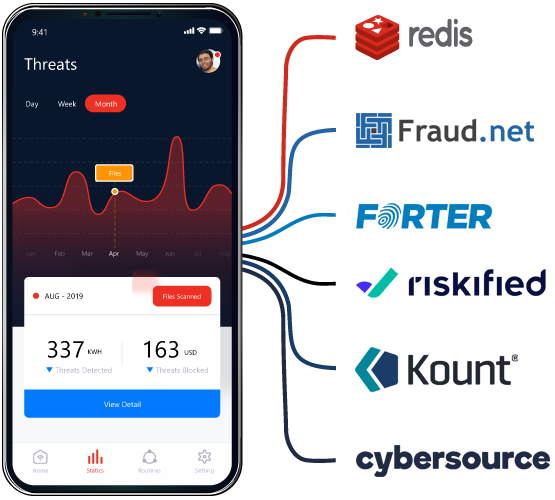 9:41
Threats
Day Week Month
Files
Jan Feb Mar Apr May Jun Jul Aug
AUG - 2019
Files Scanned
337 KWH 163 USD
Threats Detected Threats Blocked
View Detail
Home Statics Routines Setting
redis
Fraud.net
FORTER
riskified
Kount®
cybersource